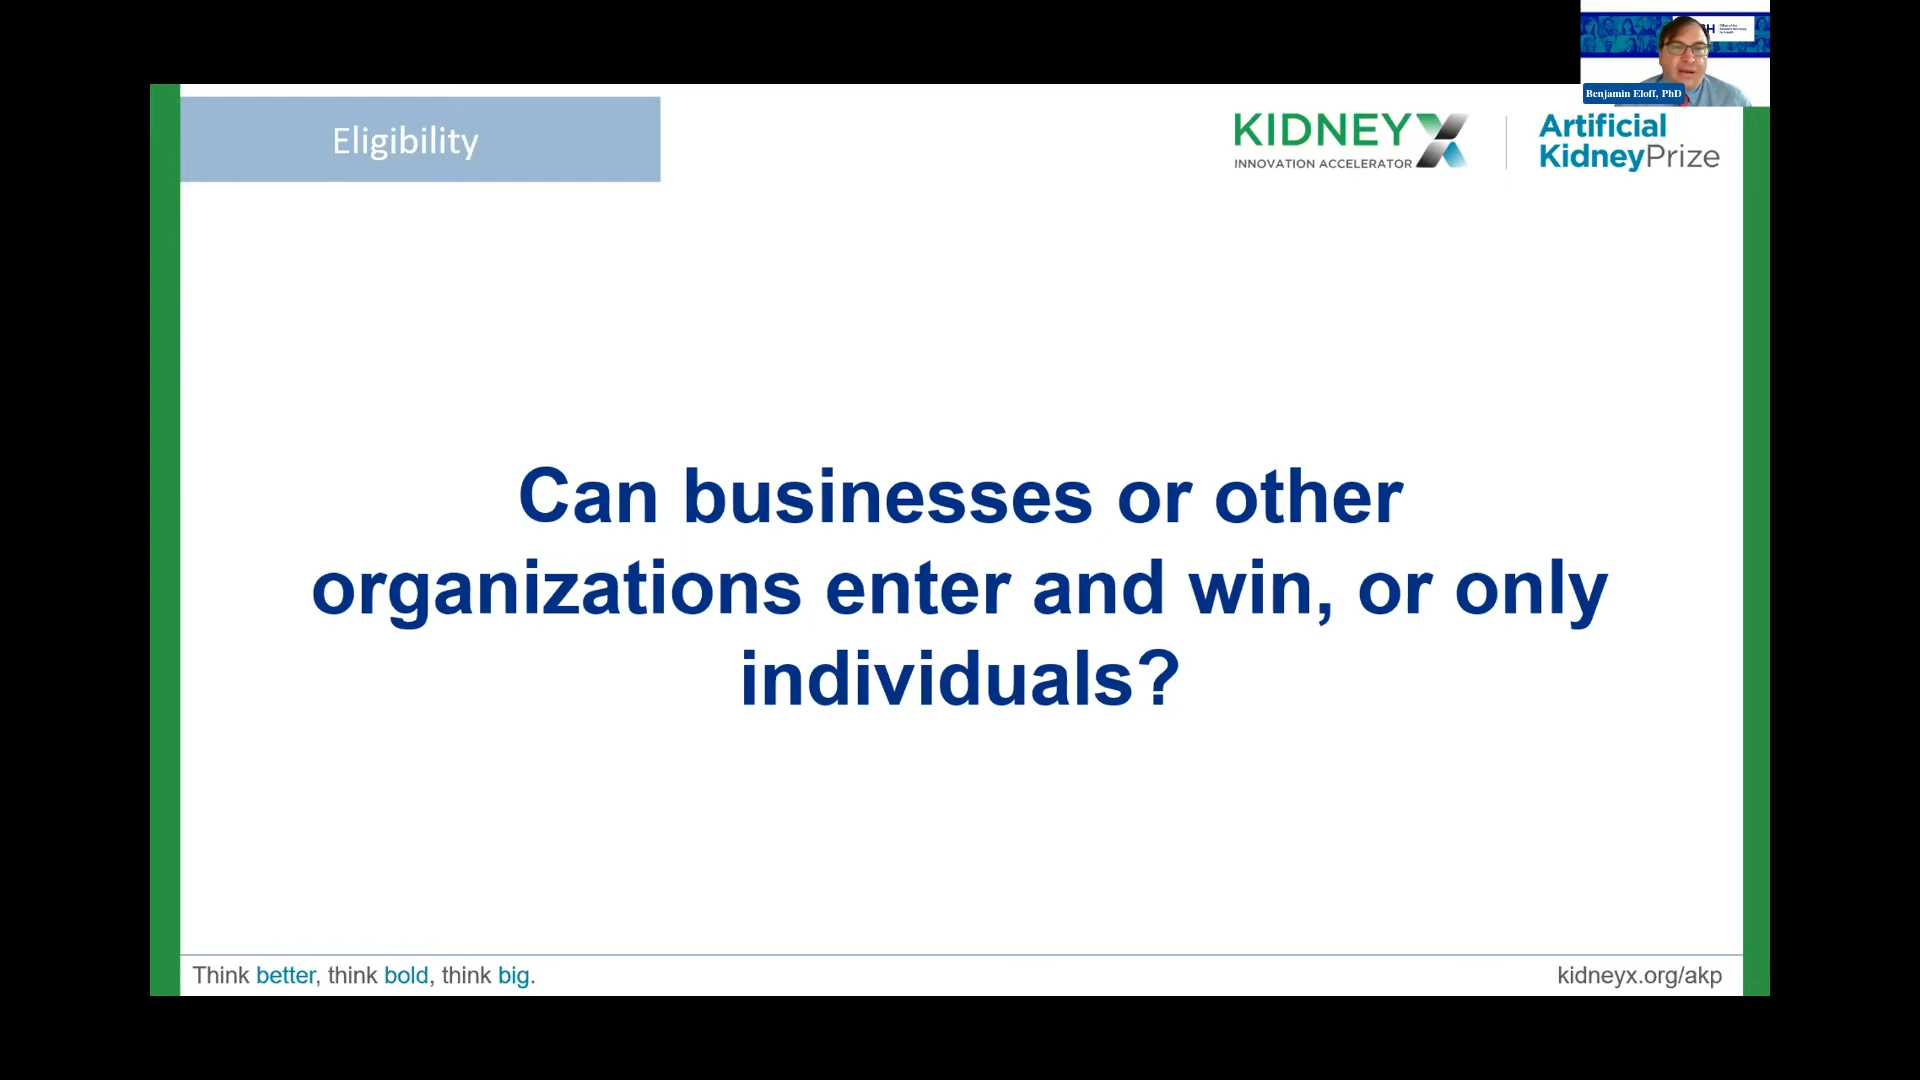 Benjamin Eloff, PhD
Eligibility
KIDNEYX
INNOVATION ACCELERATOR
Artificial
KidneyPrize
Can businesses or other
organizations enter and win, or only
individuals?
Think better, think bold, think big.
kidneyx.org/akp